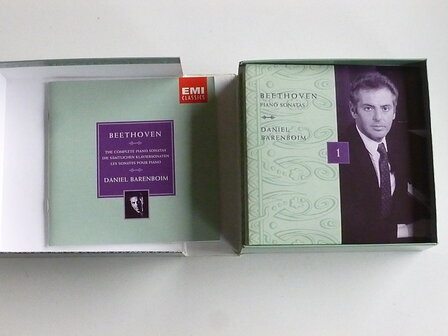 EMI
CLASSICS
BEETHOVEN
THE COMPLETE PIANO SONATAS
DIE SÄMTLICHEN KLAVIERSONATEN
LES SONATES POUR PIANO
DANIEL BARENBOIM
BEETHOVEN
PIANO SONATAS
DANIEL
BARENBOIM
1